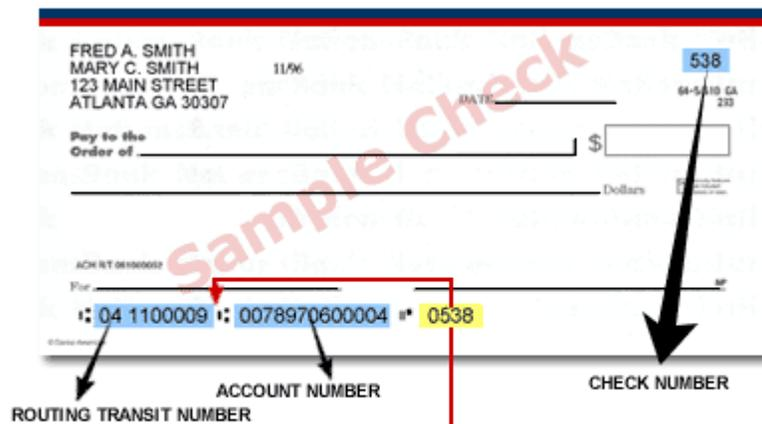 FRED A. SMITH
MARY C. SMITH 11/96
123 MAIN STREET
ATLANTA GA 30307
538
GA
DATE
Pay to the
Order of $
Dollars
Sample Check
For
04 1100009 0078970600004 0538
ACCOUNT NUMBER
CHECK NUMBER
ROUTING TRANSIT NUMBER